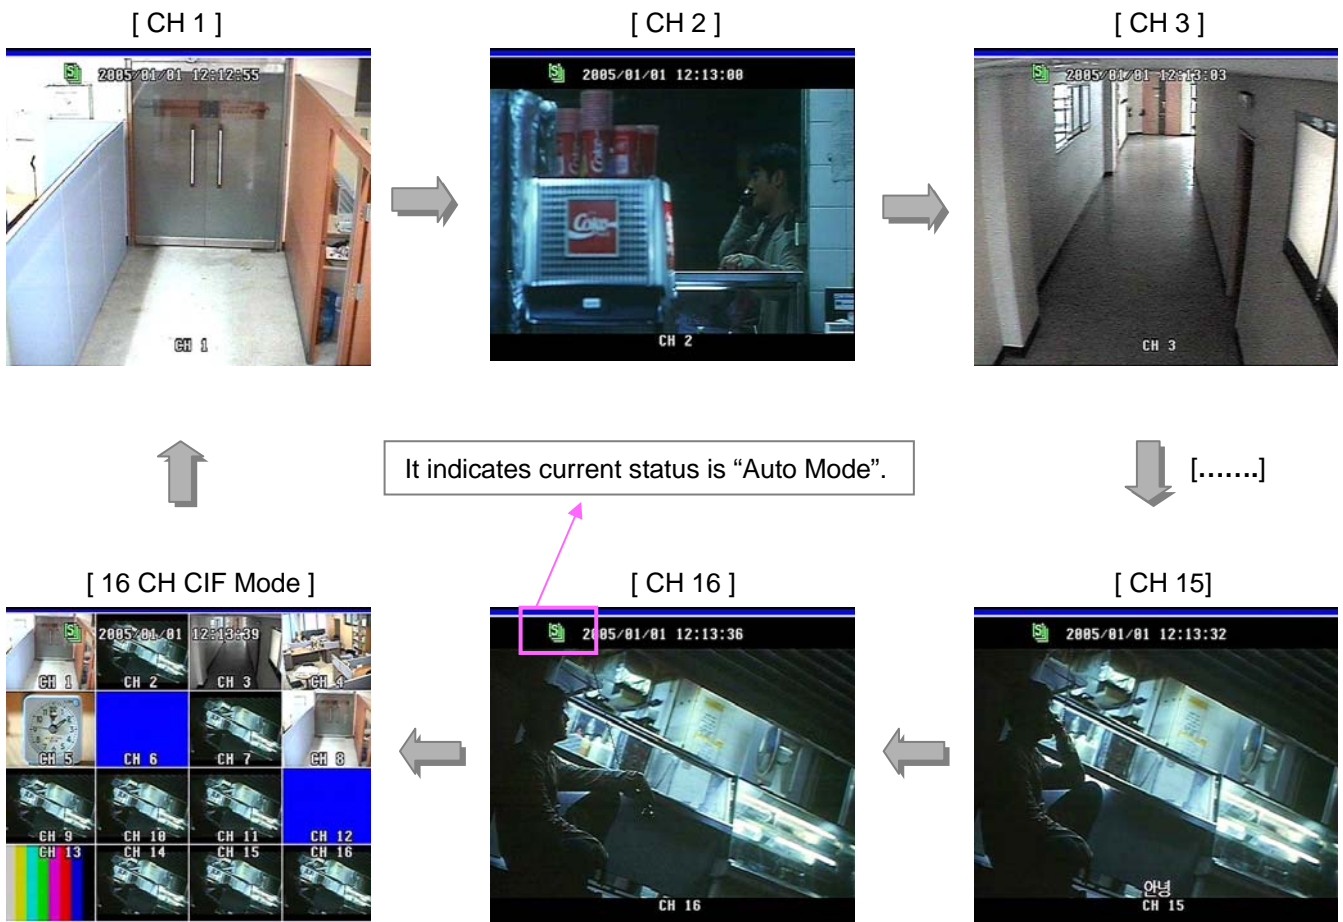 [ CH 1 ]
[ CH 2 ]
[ CH 3 ]
S 2005/01/01 12:12:55
CH 1
S 2005/01/01 12:13:00
Coke
Coke
CH 2
S 2005/01/01 12:13:03
CH 3
It indicates current status is “Auto Mode”.
[.......]
[ 16 CH CIF Mode ]
[ CH 16 ]
[ CH 15]
S 2005/01/01 12:13:39
CH 1
CH 2
CH 3
CH 4
CH 5
CH 6
CH 7
CH 8
CH 9
CH 10
CH 11
CH 12
CH 13
CH 14
CH 15
CH 16
S 2005/01/01 12:13:36
CH 16
S 2005/01/01 12:13:32
안녕
CH 15